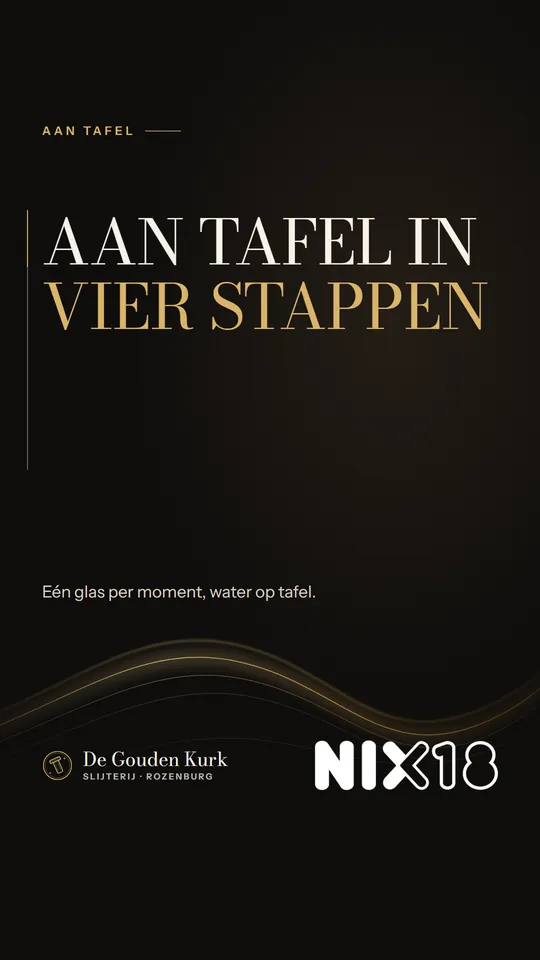 AAN TAFEL
AAN TAFEL IN
VIER STAPPEN
Eén glas per moment, water op tafel.
De Gouden Kurk
SLIJTERIJ · ROZENBURG
NIX18